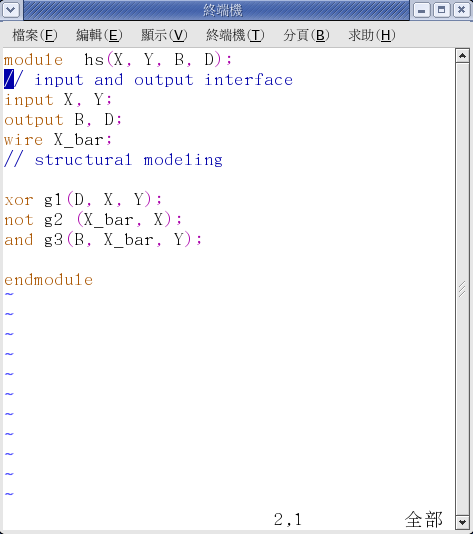 終端機
檔案(F) 編輯(E) 顯示(V) 終端機(T) 分頁(B) 求助(H)
module  hs(X, Y, B, D);
// input and output interface
input X, Y;
output B, D;
wire X_bar;
// structural modeling
xor g1(D, X, Y);
not g2 (X_bar, X);
and g3(B, X_bar, Y);
endmodule
~
~
~
~
~
~
~
~
~
~
~
2,1 全部